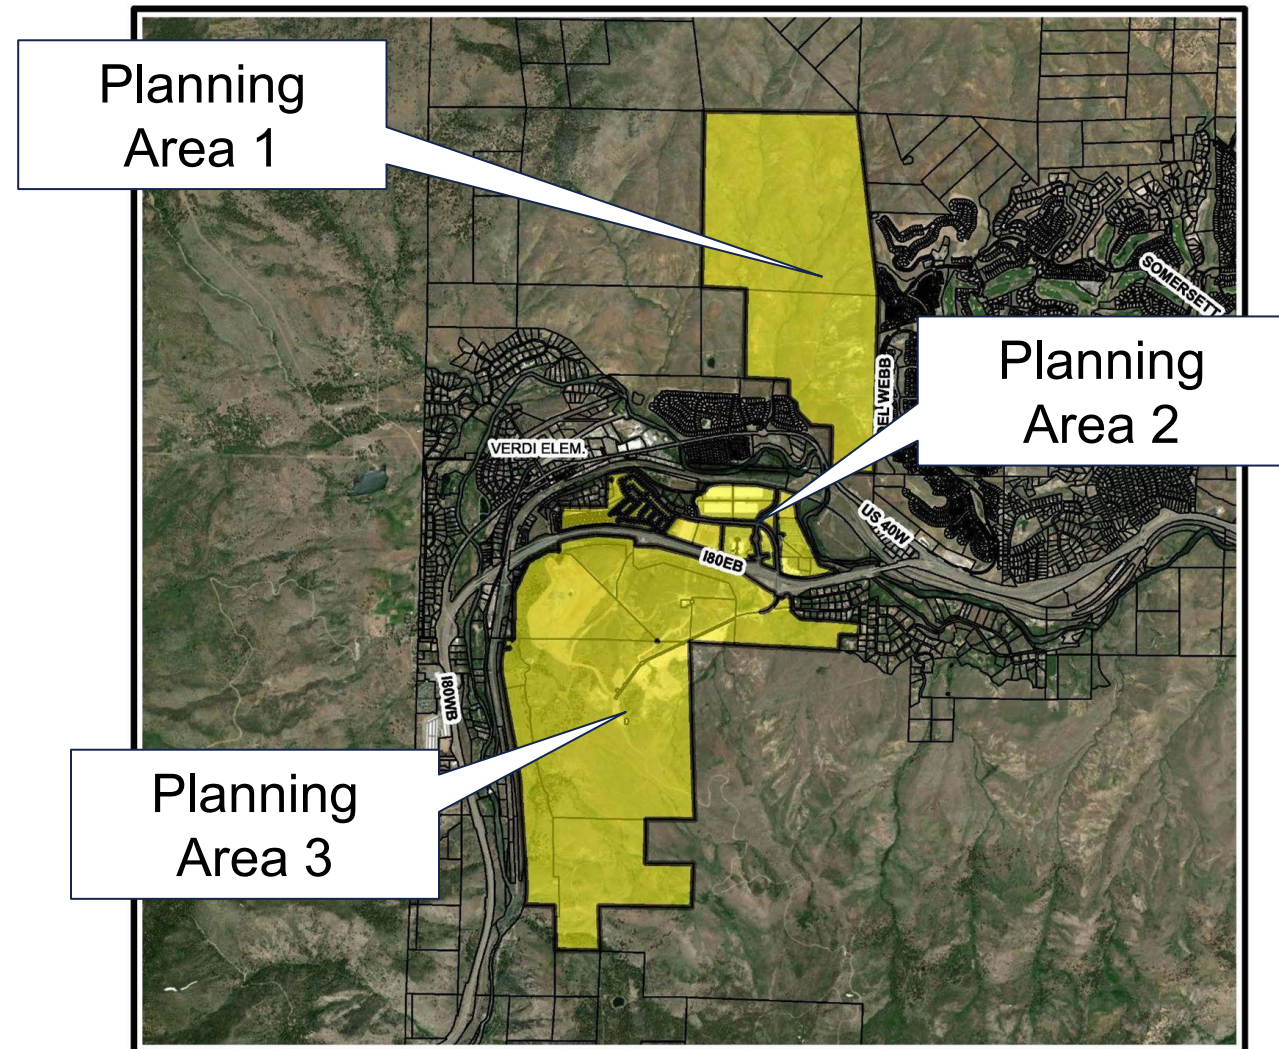 Planning
Area 1
SOMERSETT
Planning
Area 2
EL WEBB
VERDI ELEM.
US 40W
I80EB
I80WB
Planning
Area 3